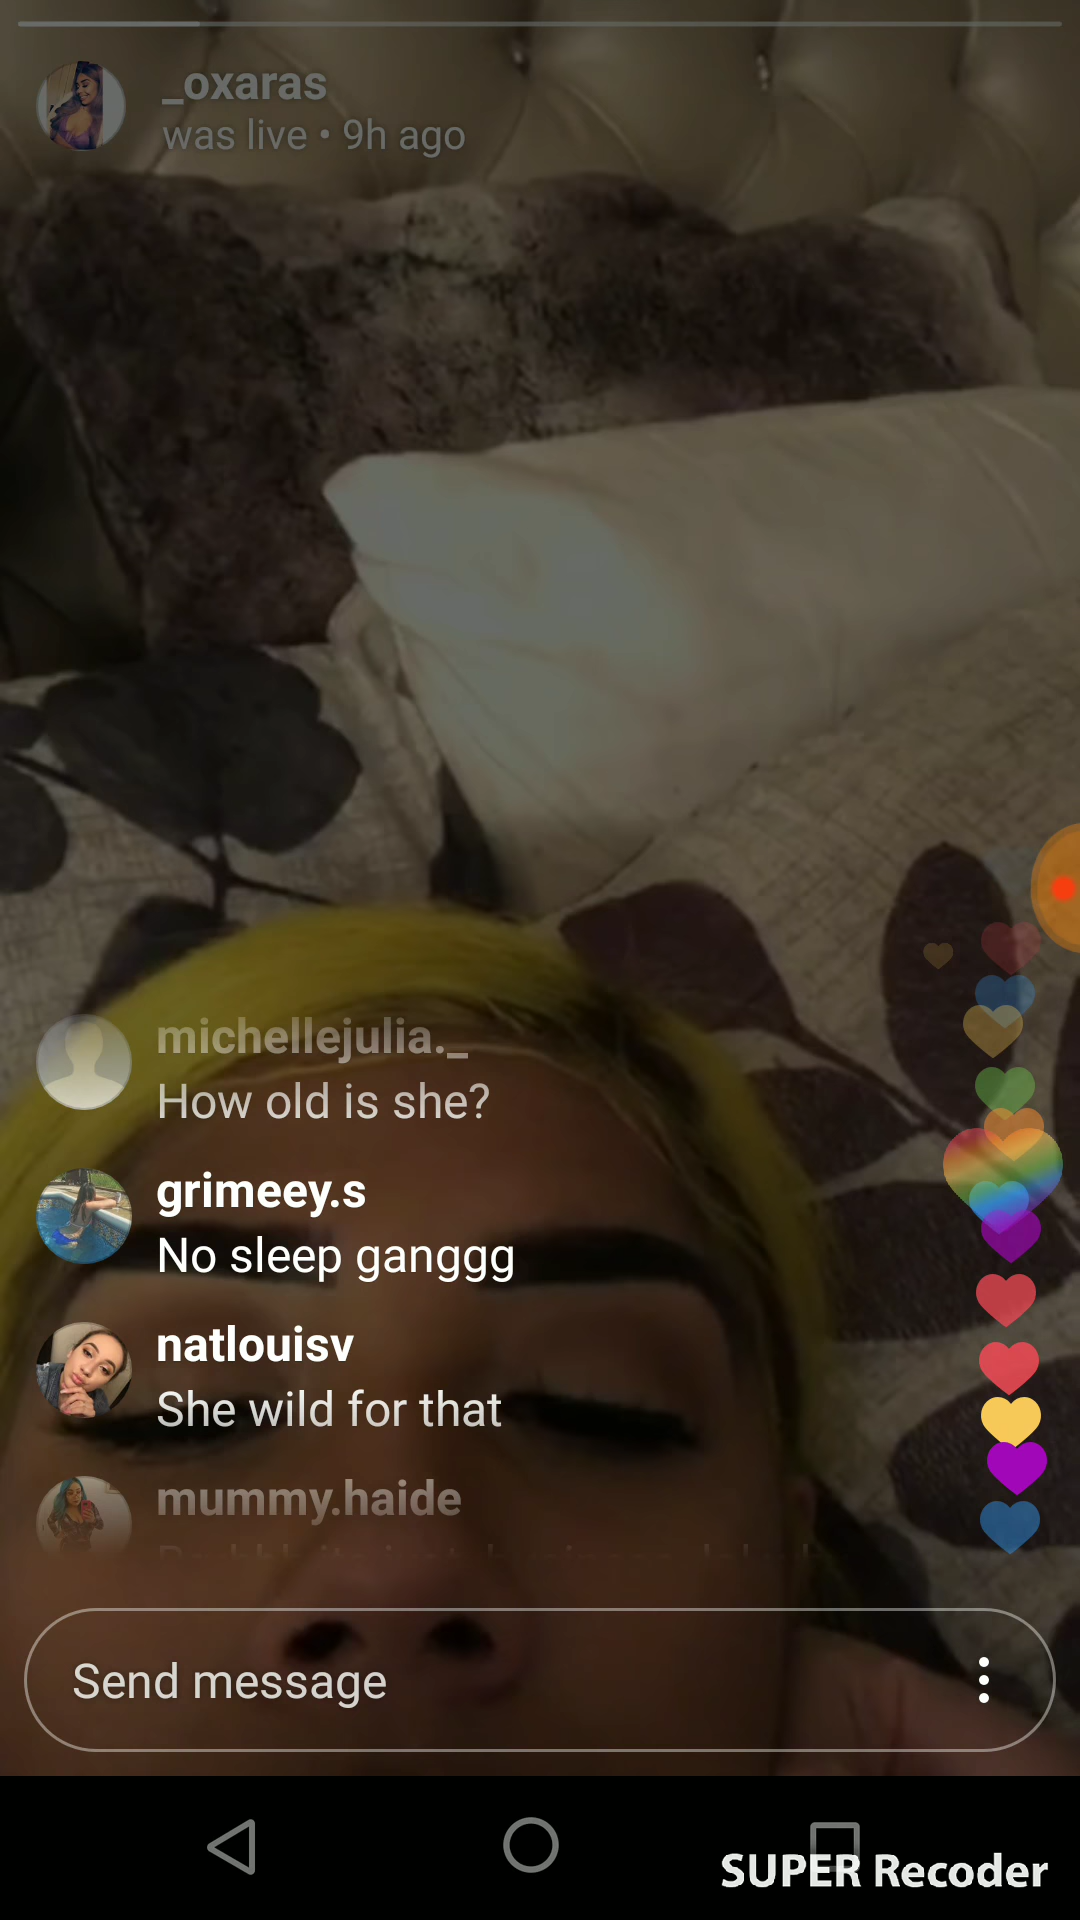 _oxaras
was live • 9h ago
michellejulia._
How old is she?
grimeey.s
No sleep ganggg
natlouisv
She wild for that
mummy.haide
Send message
SUPER Recoder